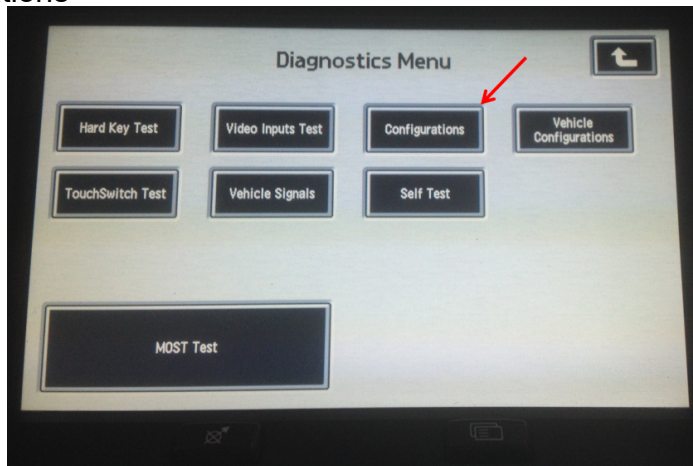 tions
Diagnostics Menu
Hard Key Test
Video Inputs Test
Configurations
Vehicle
Configurations
TouchSwitch Test
Vehicle Signals
Self Test
MOST Test